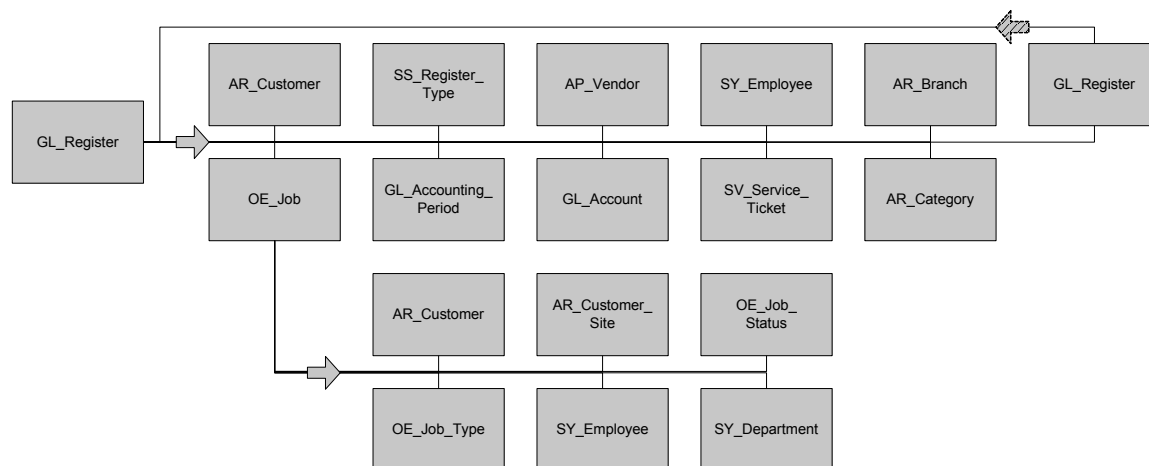 AR_Customer
SS_Register_
Type
AP_Vendor
SY_Employee
AR_Branch
GL_Register
GL_Register
OE_Job
GL_Accounting_
Period
GL_Account
SV_Service_
Ticket
AR_Category
AR_Customer
AR_Customer_
Site
OE_Job_
Status
OE_Job_Type
SY_Employee
SY_Department